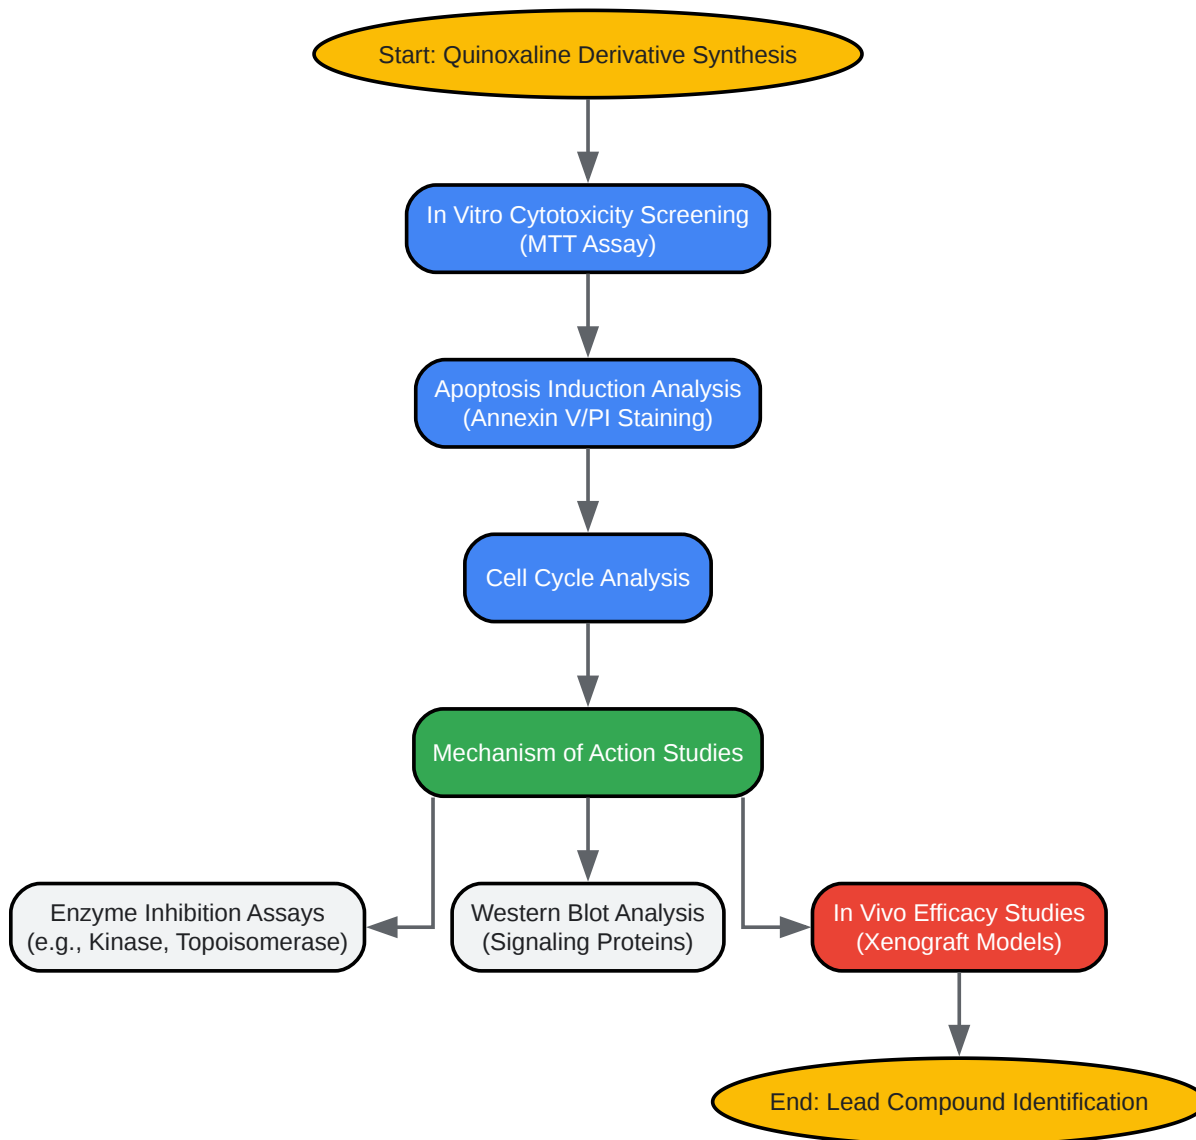 Start: Quinoxaline Derivative Synthesis
In Vitro Cytotoxicity Screening
(MTT Assay)
Apoptosis Induction Analysis
(Annexin V/PI Staining)
Cell Cycle Analysis
Mechanism of Action Studies
Enzyme Inhibition Assays
(e.g., Kinase, Topoisomerase)
Western Blot Analysis
(Signaling Proteins)
In Vivo Efficacy Studies
(Xenograft Models)
End: Lead Compound Identification